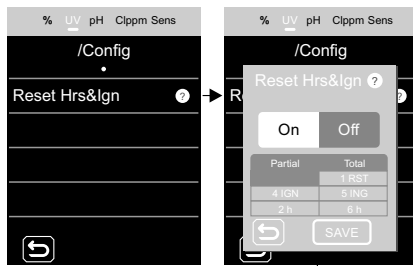 % UV pH Clppm Sens
/Config
Reset Hrs&Ign ?
% UV pH Clppm Sens
/Config
R ?
Reset Hrs&Ign ?
On Off
Partial Total
1 RST
4 IGN 5 ING
2 h 6 h
SAVE